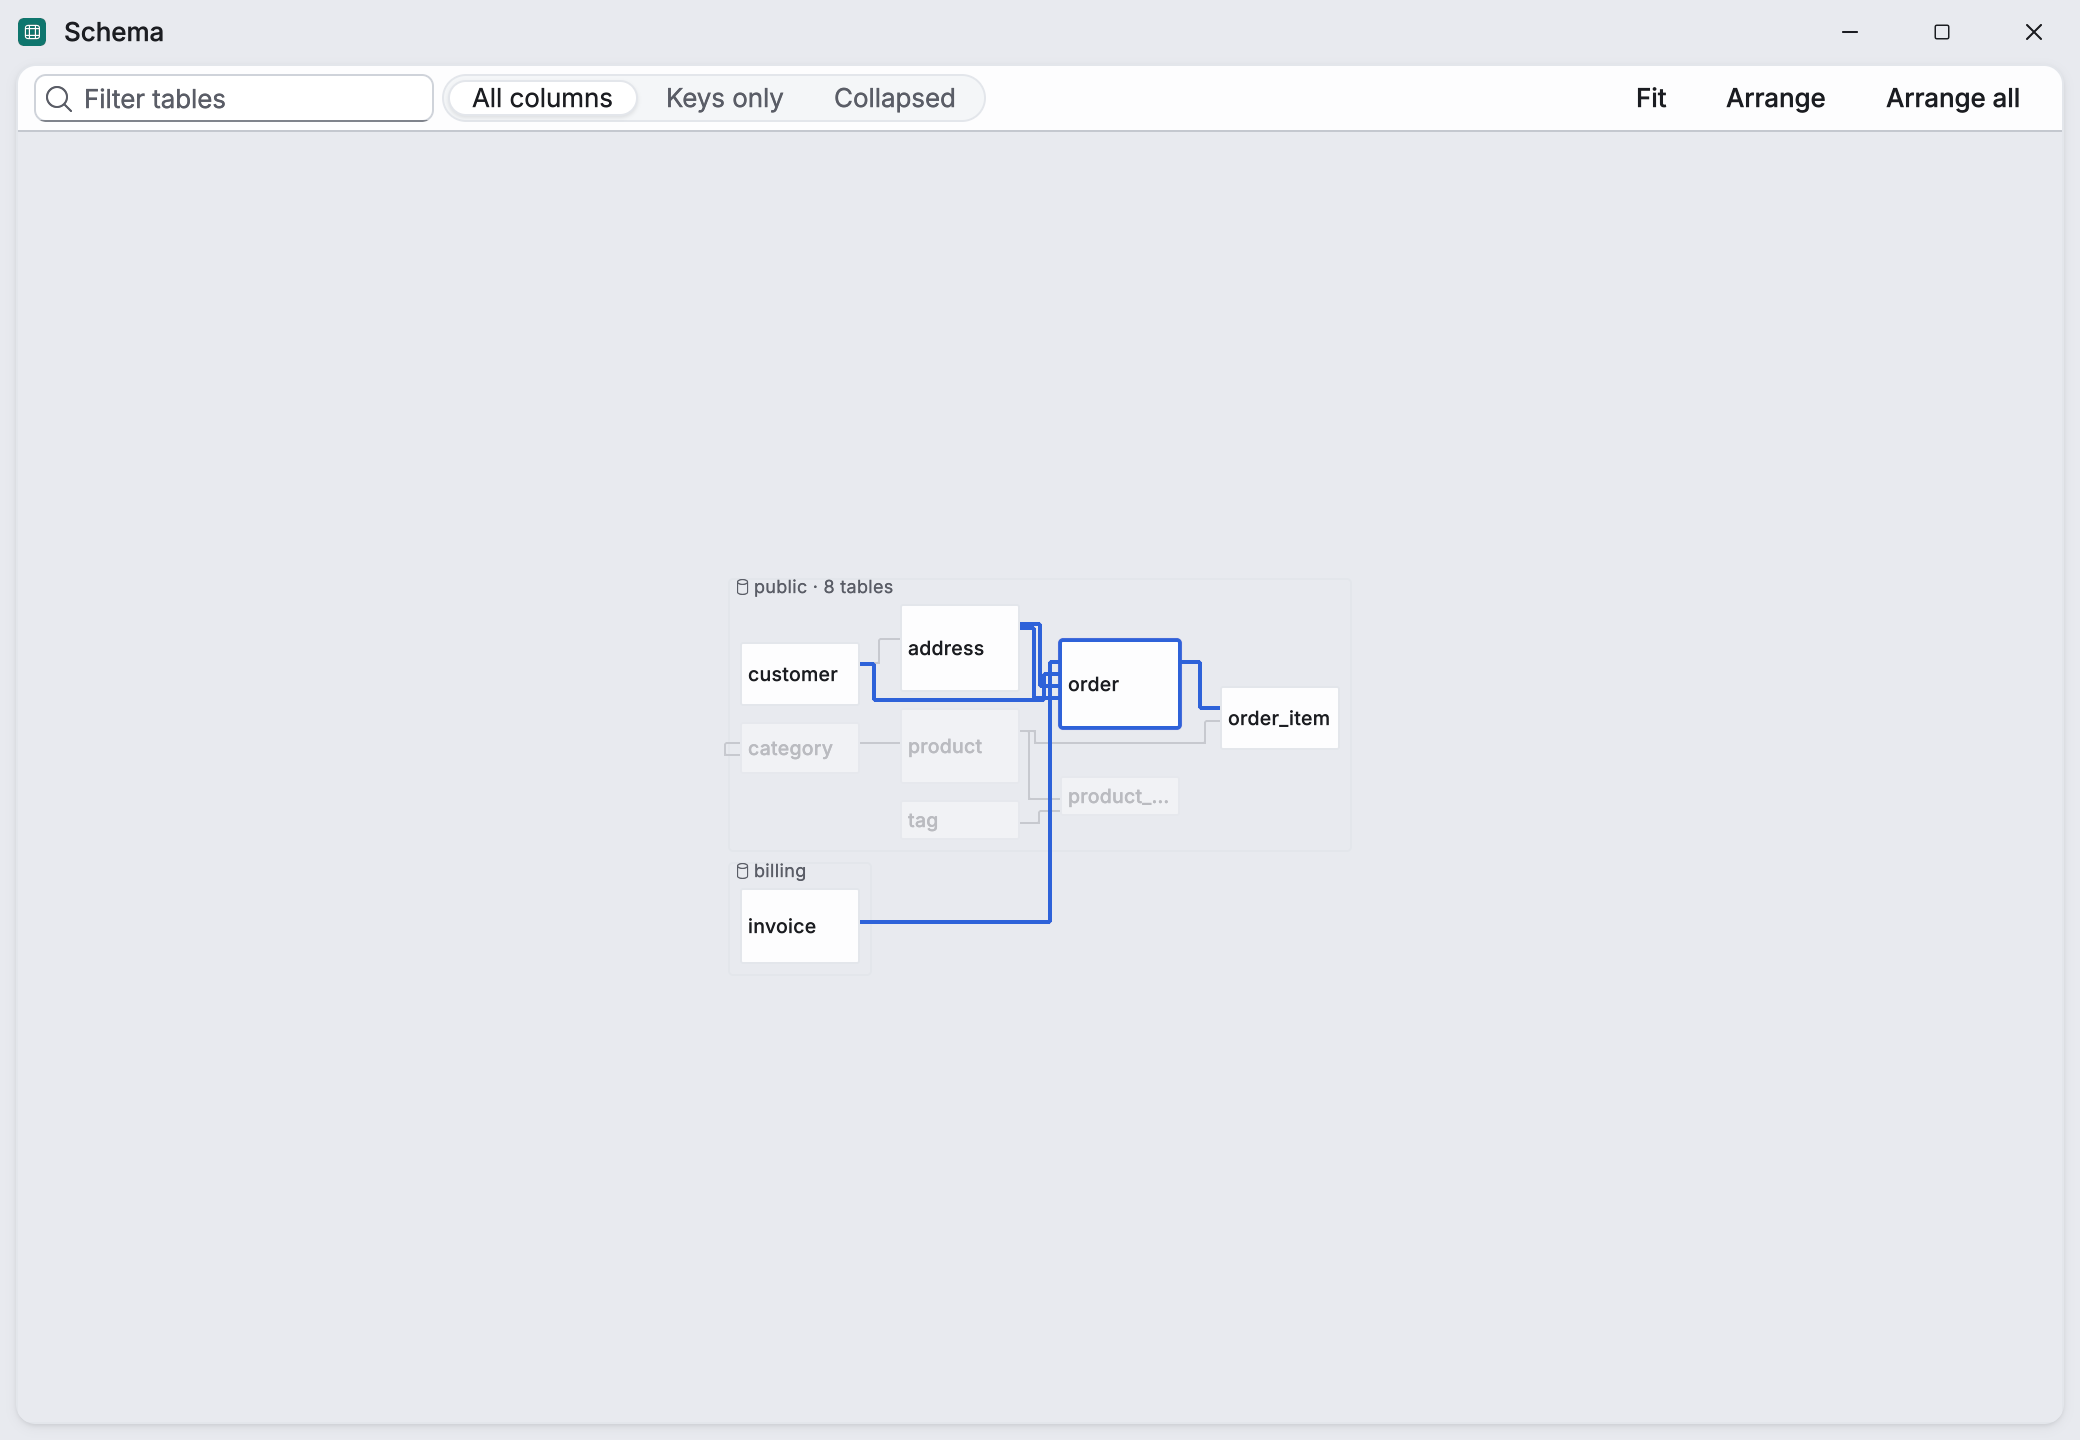 Schema
Filter tables
All columns
Keys only
Collapsed
Fit
Arrange
Arrange all
public · 8 tables
address
customer
order
order_item
category
product
product_...
tag
billing
invoice